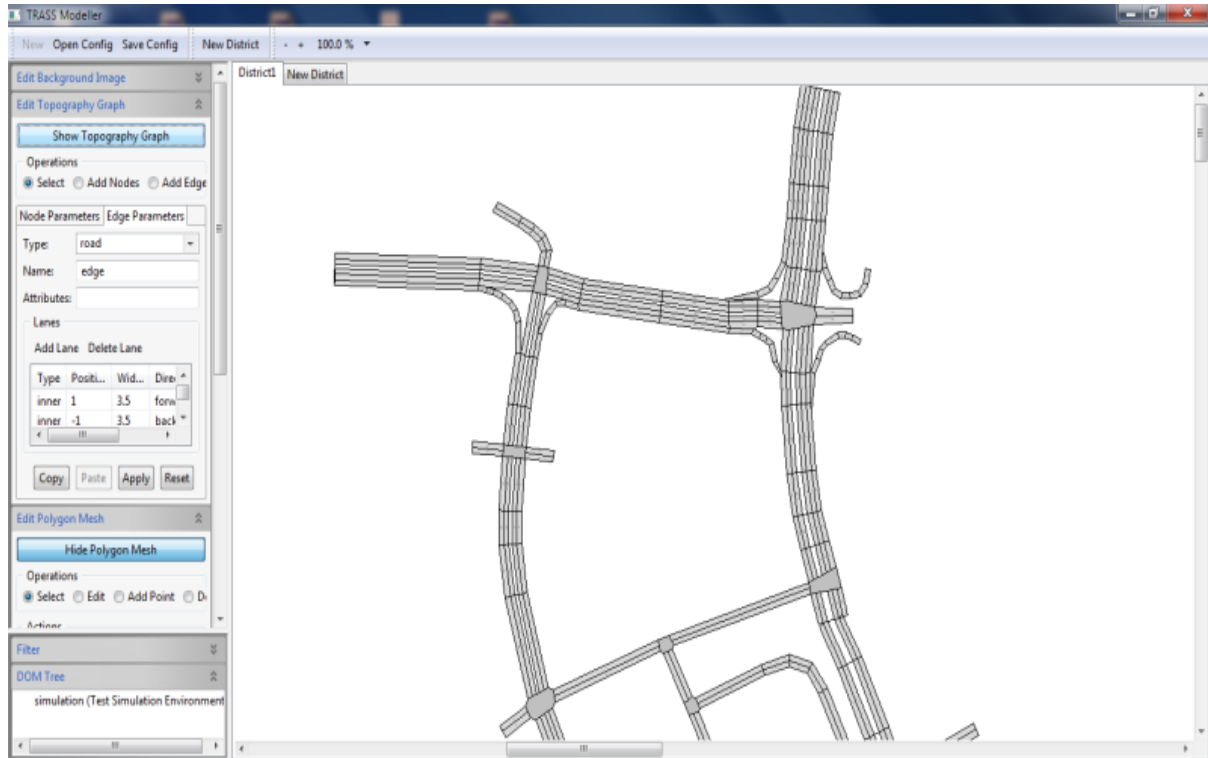 TRASS Modeller
New Open Config Save Config New District - + 100.0 %
Edit Background Image
District1 New District
Edit Topography Graph
Show Topography Graph
Operations
Select Add Nodes Add Edge
Node Parameters Edge Parameters
Type: road
Name: edge
Attributes:
Lanes
Add Lane Delete Lane
Type Positi... Wid... Dire
inner 1 3.5 forw
inner -1 3.5 back
Copy Paste Apply Reset
Edit Polygon Mesh
Hide Polygon Mesh
Operations
Select Edit Add Point D
Actions
Filter
DOM Tree
simulation (Test Simulation Environment